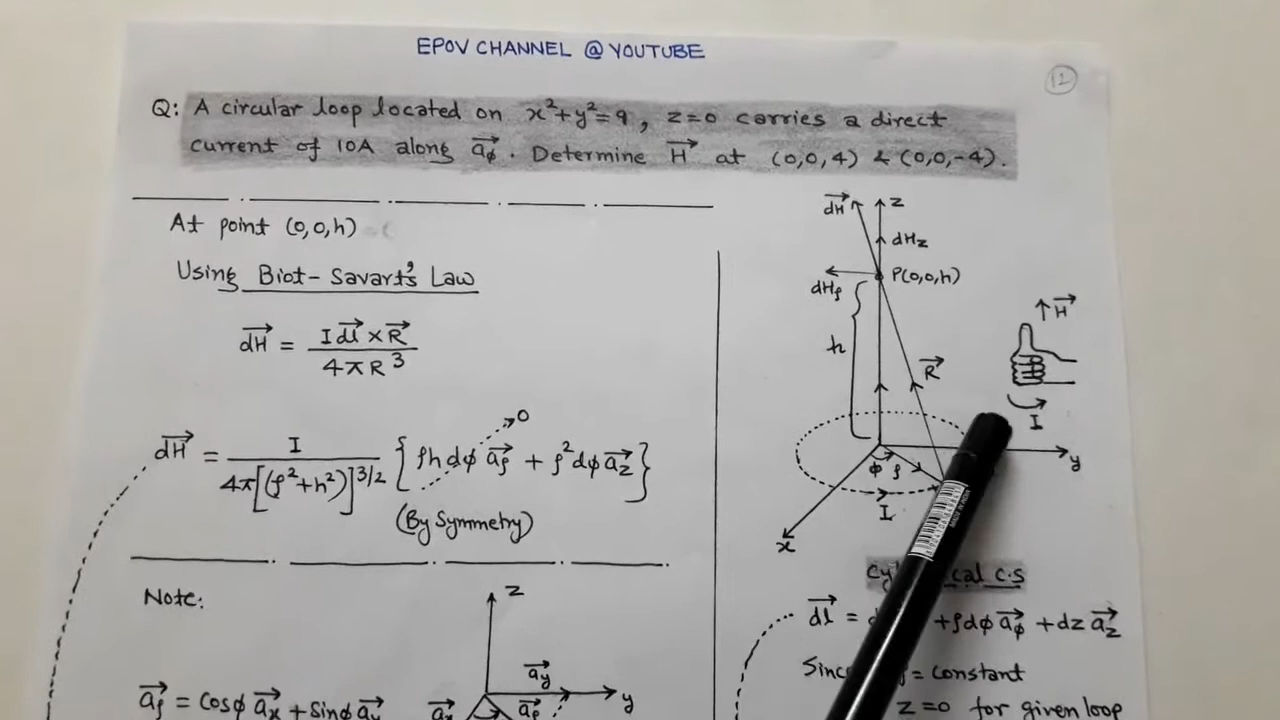 EPOV CHANNEL @ YOUTUBE
12
Q: A circular loop located on x²+y²=9, z=0 carries a direct
current of 10A along a⃗ϕ. Determine H⃗ at (0,0,4) & (0,0,-4).
At point (0,0,h)
Using Biot-Savart's Law
dH⃗ = I dl⃗ × R⃗ / 4πR³
dH⃗ = I / 4π[(ρ²+h²)]^3/2 {ρh dϕ a⃗ρ + ρ² dϕ a⃗z}
→0
(By Symmetry)
Note:
a⃗ρ = Cosϕ a⃗x + Sinϕ a⃗y
z
a⃗y
y
a⃗x
a⃗ρ
dH⃗
z
dHz
P(0,0,h)
dHρ
↑H⃗
h
R⃗
I
y
ϕ ρ
I
x
C.S
dl⃗ = + ρdϕ a⃗ϕ + dz a⃗z
Since = constant
z=0 for given loop